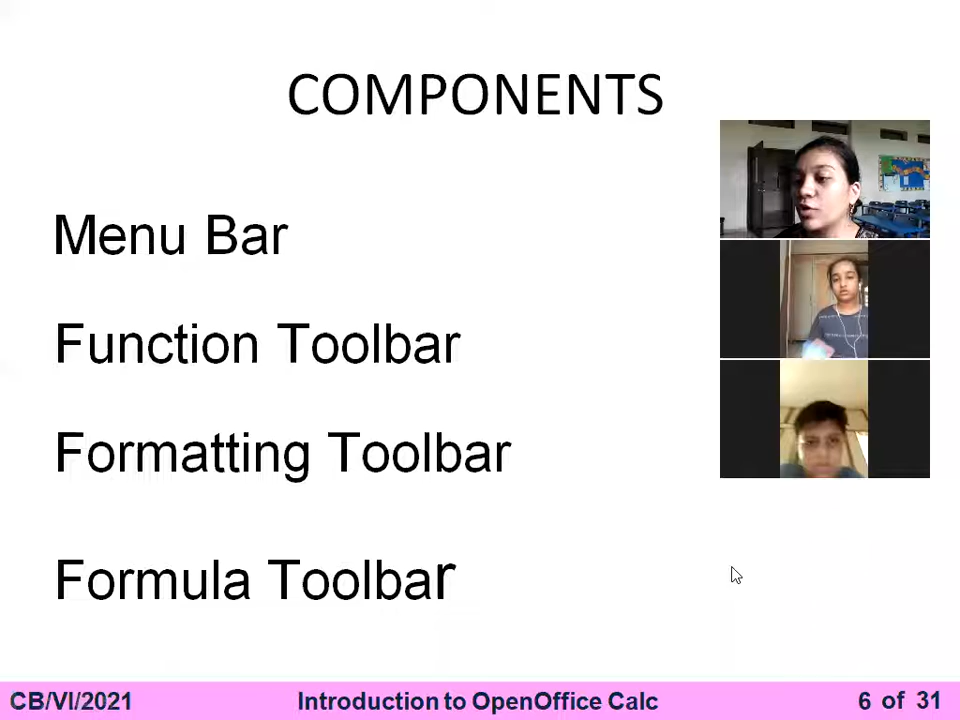 COMPONENTS
Menu Bar
Function Toolbar
Formatting Toolbar
Formula Toolbar
CB/VI/2021 Introduction to OpenOffice Calc 6 of 31